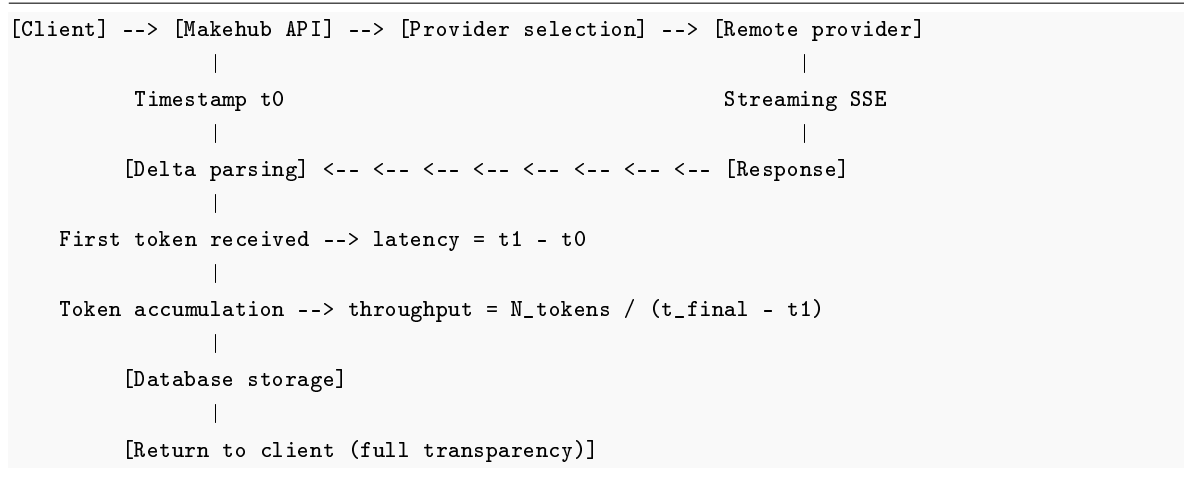 [Client] --> [Makehub API] --> [Provider selection] --> [Remote provider]
                |                                               |
          Timestamp t0                                    Streaming SSE
                |                                               |
         [Delta parsing] <-- <-- <-- <-- <-- <-- <-- <-- [Response]
                |
    First token received --> latency = t1 - t0
                |
    Token accumulation --> throughput = N_tokens / (t_final - t1)
                |
         [Database storage]
                |
         [Return to client (full transparency)]